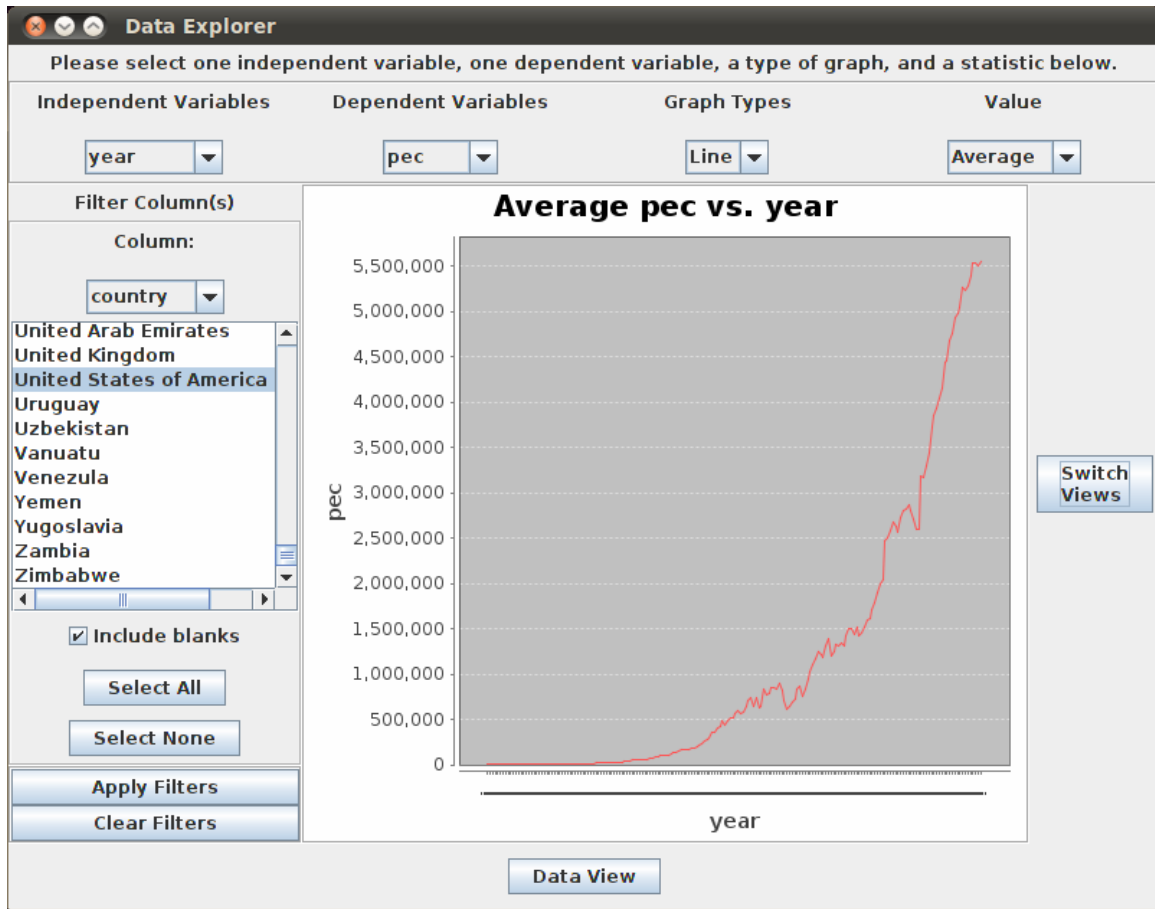 Data Explorer
Please select one independent variable, one dependent variable, a type of graph, and a statistic below.
Independent Variables
Dependent Variables
Graph Types
Value
year
pec
Line
Average
Filter Column(s)
Column:
country
United Arab Emirates
United Kingdom
United States of America
Uruguay
Uzbekistan
Vanuatu
Venezula
Yemen
Yugoslavia
Zambia
Zimbabwe
Include blanks
Select All
Select None
Apply Filters
Clear Filters
Average pec vs. year
5,500,000
5,000,000
4,500,000
4,000,000
3,500,000
3,000,000
2,500,000
2,000,000
1,500,000
1,000,000
500,000
0
pec
year
Switch
Views
Data View